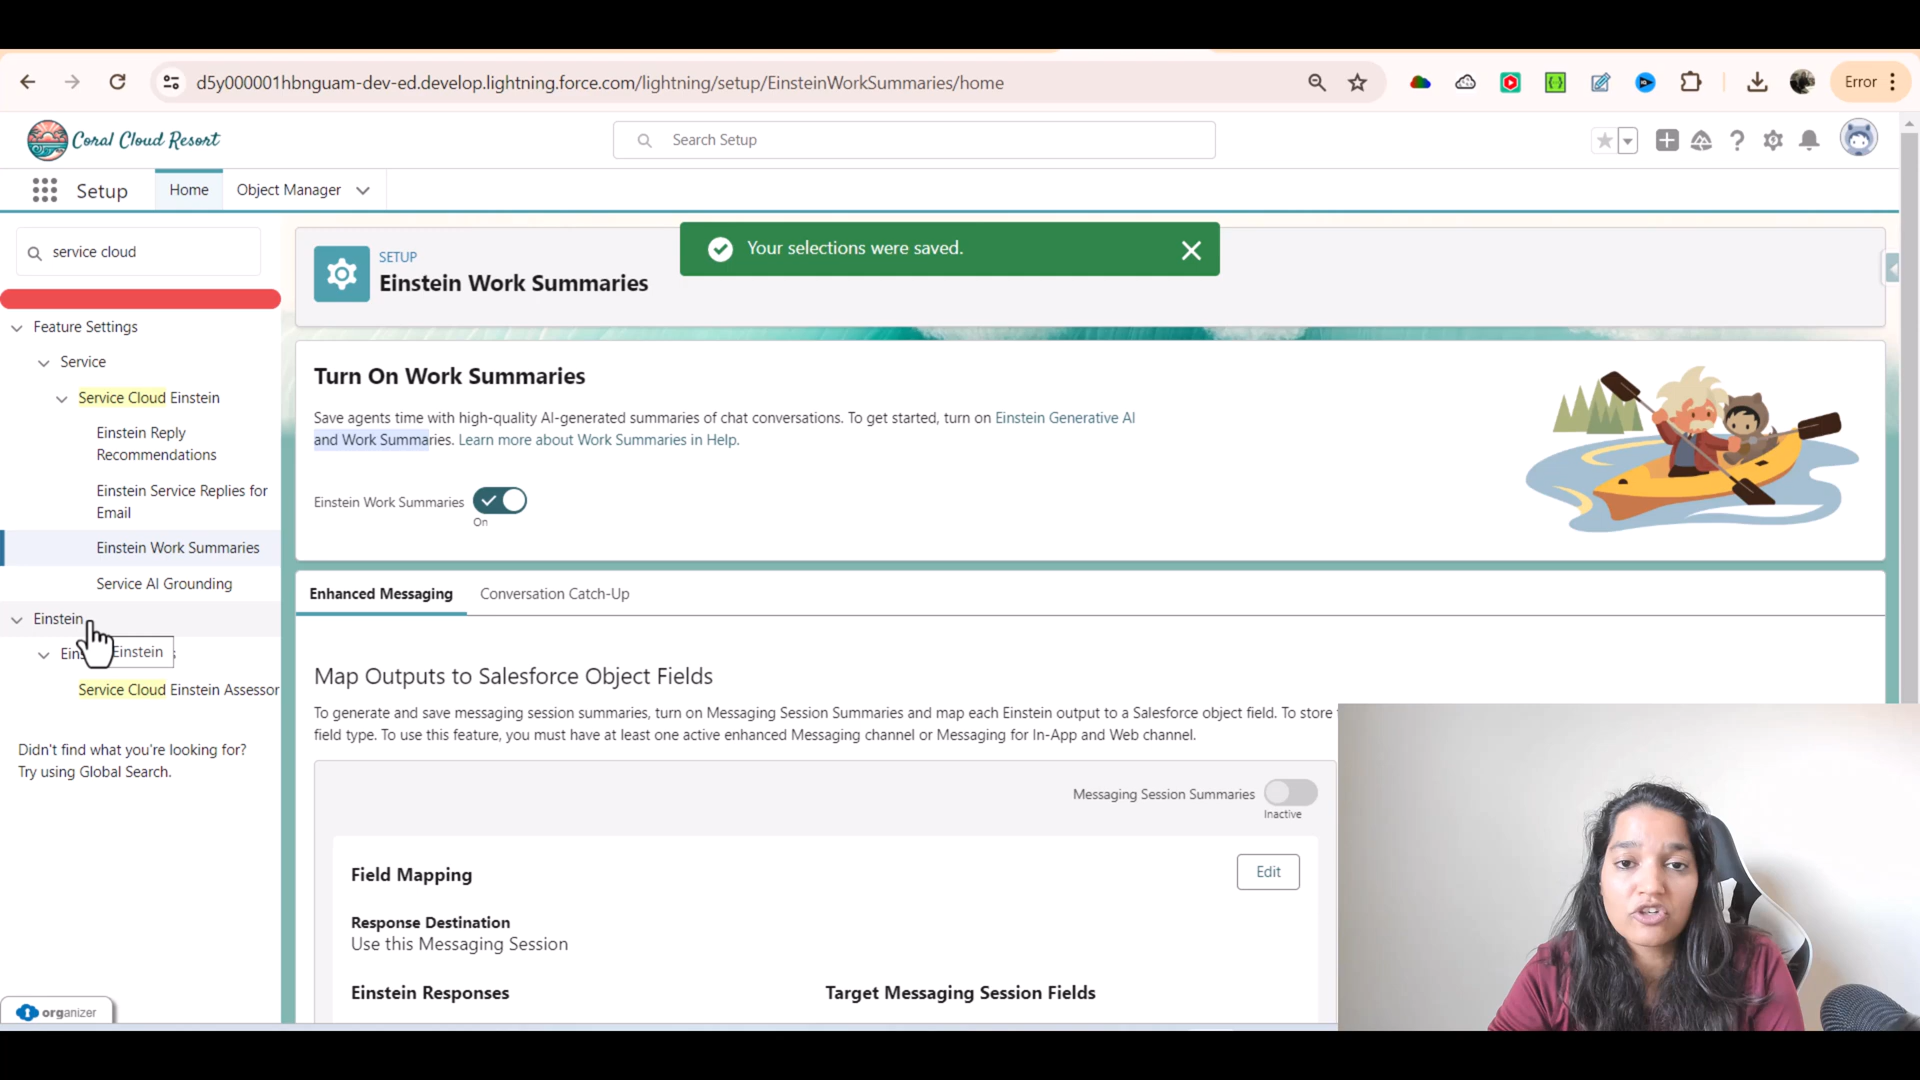 d5y000001hbnguam-dev-ed.develop.lightning.force.com/lightning/setup/EinsteinWorkSummaries/home
Error
Coral Cloud Resort
Search Setup
Setup
Home
Object Manager
service cloud
Feature Settings
Service
Service Cloud Einstein
Einstein Reply
Recommendations
Einstein Service Replies for
Email
Einstein Work Summaries
Service AI Grounding
Einstein
Einstein
Service Cloud Einstein Assessor
Didn't find what you're looking for?
Try using Global Search.
organizer
SETUP
Einstein Work Summaries
Your selections were saved.
Turn On Work Summaries
Save agents time with high-quality AI-generated summaries of chat conversations. To get started, turn on Einstein Generative AI
and Work Summaries. Learn more about Work Summaries in Help.
Einstein Work Summaries
On
Enhanced Messaging
Conversation Catch-Up
Map Outputs to Salesforce Object Fields
To generate and save messaging session summaries, turn on Messaging Session Summaries and map each Einstein output to a Salesforce object field. To store
field type. To use this feature, you must have at least one active enhanced Messaging channel or Messaging for In-App and Web channel.
Messaging Session Summaries
Inactive
Field Mapping
Edit
Response Destination
Use this Messaging Session
Einstein Responses
Target Messaging Session Fields